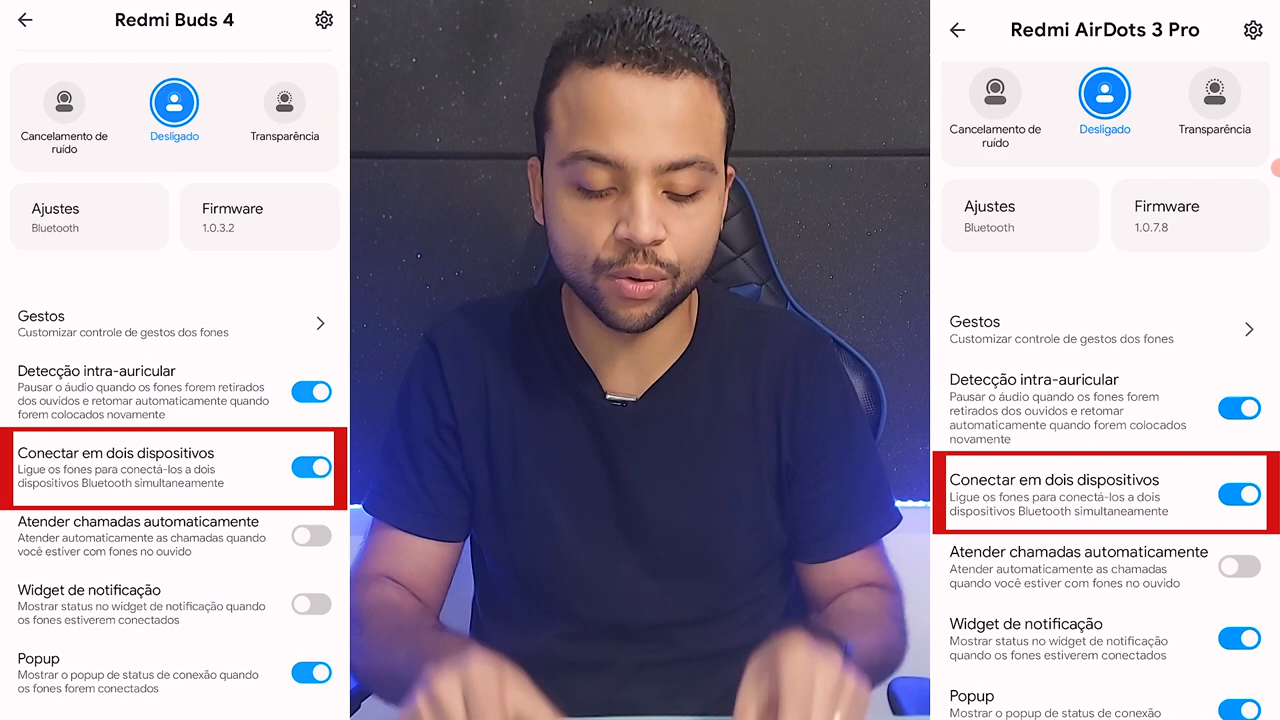 Redmi Buds 4
Cancelamento de
ruído
Desligado
Transparência
Ajustes
Bluetooth
Firmware
1.0.3.2
Gestos
Customizar controle de gestos dos fones
Detecção intra-auricular
Pausar o áudio quando os fones forem retirados
dos ouvidos e retomar automaticamente quando
forem colocados novamente
Conectar em dois dispositivos
Ligue os fones para conectá-los a dois
dispositivos Bluetooth simultaneamente
Atender chamadas automaticamente
Atender automaticamente as chamadas quando
você estiver com fones no ouvido
Widget de notificação
Mostrar status no widget de notificação quando
os fones estiverem conectados
Popup
Mostrar o popup de status de conexão quando
os fones forem conectados
Redmi AirDots 3 Pro
Cancelamento de
ruído
Desligado
Transparência
Ajustes
Bluetooth
Firmware
1.0.7.8
Gestos
Customizar controle de gestos dos fones
Detecção intra-auricular
Pausar o áudio quando os fones forem
retirados dos ouvidos e retomar
automaticamente quando forem colocados
novamente
Conectar em dois dispositivos
Ligue os fones para conectá-los a dois
dispositivos Bluetooth simultaneamente
Atender chamadas automaticamente
Atender automaticamente as chamadas
quando você estiver com fones no ouvido
Widget de notificação
Mostrar status no widget de notificação
quando os fones estiverem conectados
Popup
Mostrar o popup de status de conexão